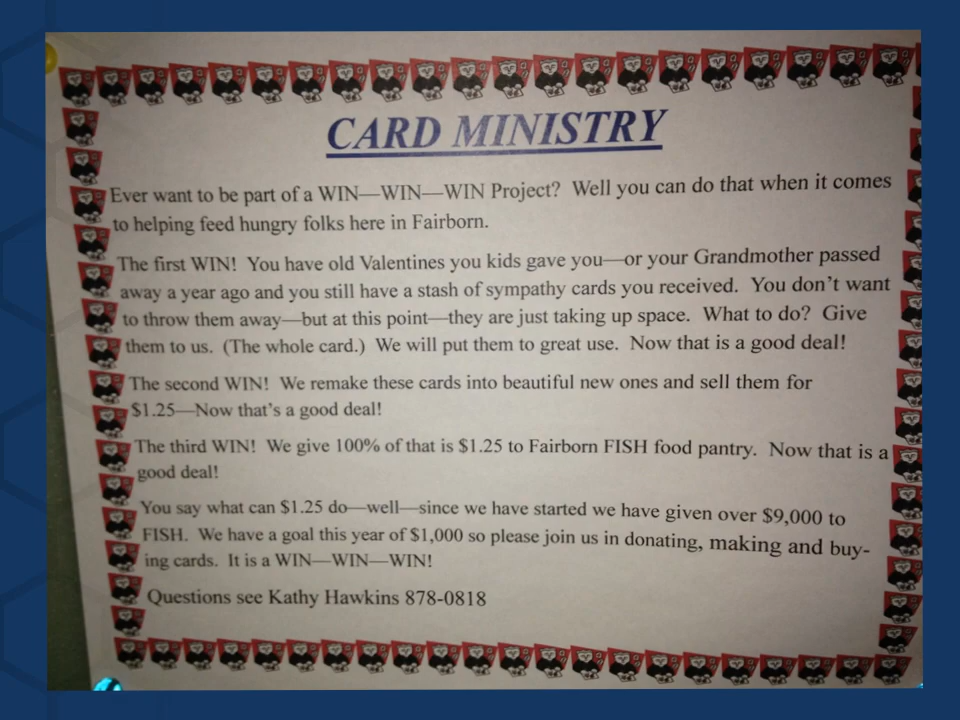 CARD MINISTRY
Ever want to be part of a WIN—WIN—WIN Project? Well you can do that when it comes
to helping feed hungry folks here in Fairborn.
The first WIN! You have old Valentines you kids gave you—or your Grandmother passed
away a year ago and you still have a stash of sympathy cards you received. You don't want
to throw them away—but at this point—they are just taking up space. What to do? Give
them to us. (The whole card.) We will put them to great use. Now that is a good deal!
The second WIN! We remake these cards into beautiful new ones and sell them for
$1.25—Now that's a good deal!
The third WIN! We give 100% of that is $1.25 to Fairborn FISH food pantry. Now that is a
good deal!
You say what can $1.25 do—well—since we have started we have given over $9,000 to
FISH. We have a goal this year of $1,000 so please join us in donating, making and buy-
ing cards. It is a WIN—WIN—WIN!
Questions see Kathy Hawkins 878-0818